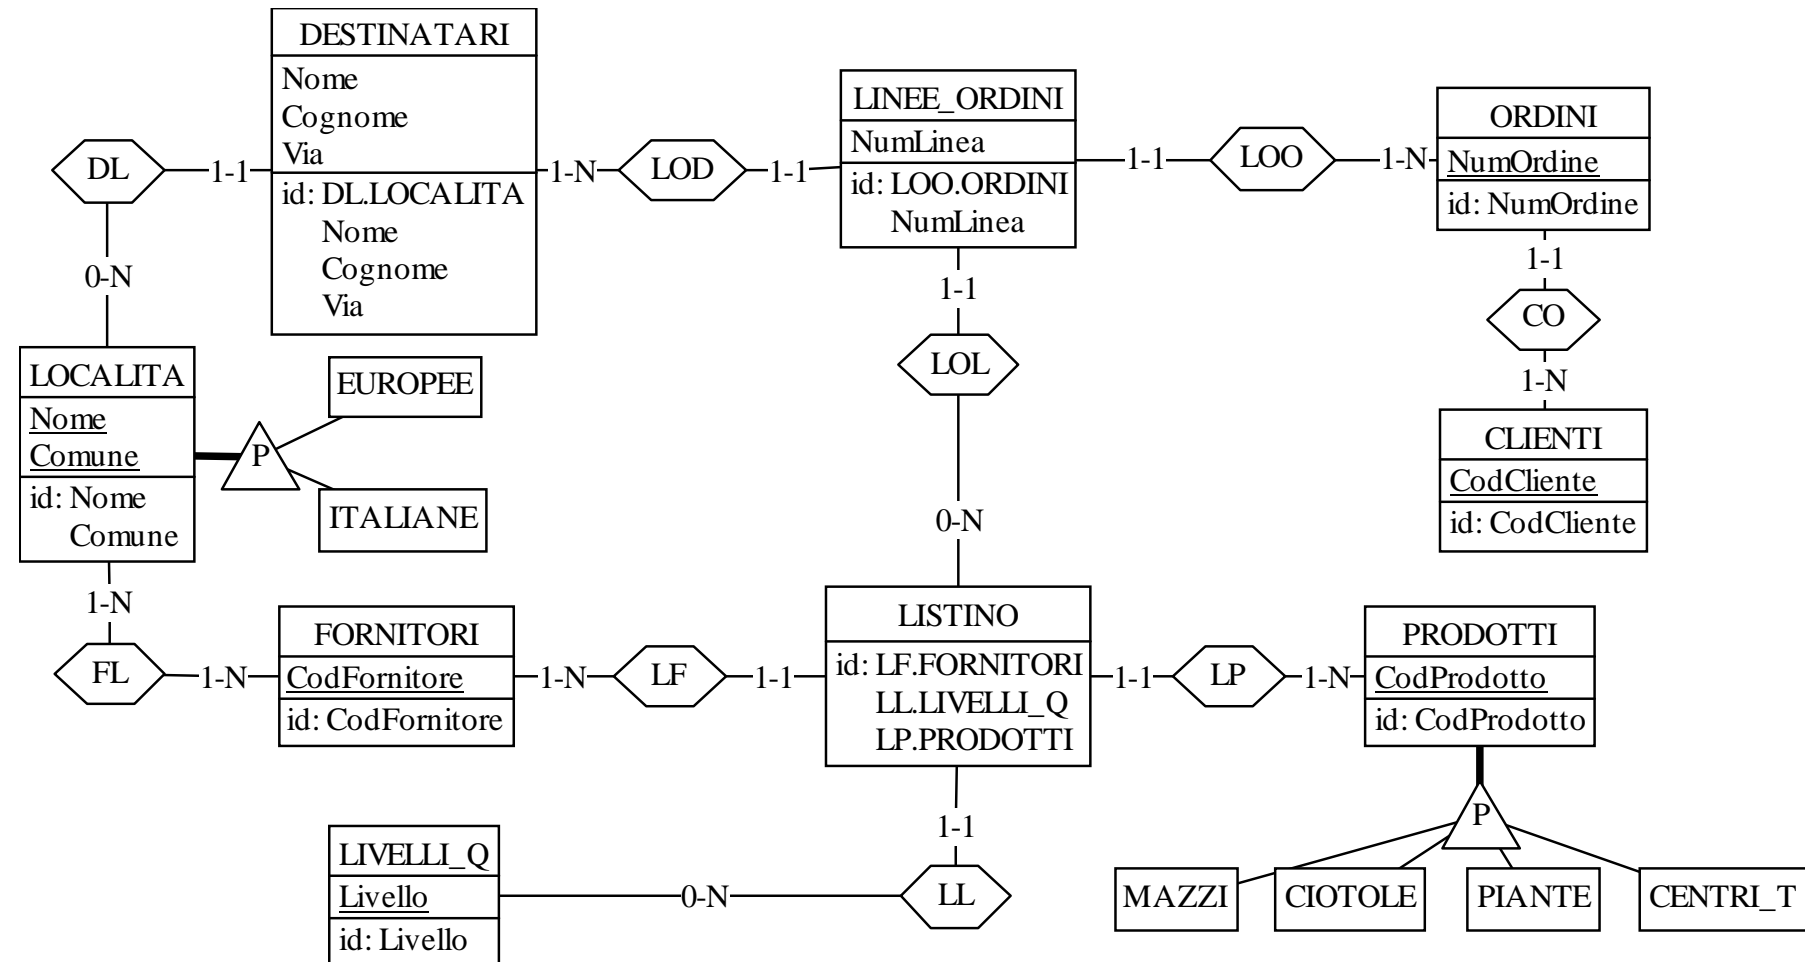 DESTINATARI
Nome
Cognome
Via
id: DL.LOCALITA
Nome
Cognome
Via
DL
1-1
1-N
LOD
1-1
LINEE_ORDINI
NumLinea
id: LOO.ORDINI
NumLinea
1-1
LOO
1-N
ORDINI
NumOrdine
id: NumOrdine
0-N
1-1
1-1
CO
LOL
1-N
LOCALITA
Nome
Comune
id: Nome
Comune
EUROPEE
P
ITALIANE
CLIENTI
CodCliente
id: CodCliente
0-N
1-N
FL
1-N
FORNITORI
CodFornitore
id: CodFornitore
1-N
LF
1-1
LISTINO
id: LF.FORNITORI
LL.LIVELLI_Q
LP.PRODOTTI
1-1
LP
1-N
PRODOTTI
CodProdotto
id: CodProdotto
1-1
P
LIVELLI_Q
Livello
id: Livello
0-N
LL
MAZZI
CIOTOLE
PIANTE
CENTRI_T